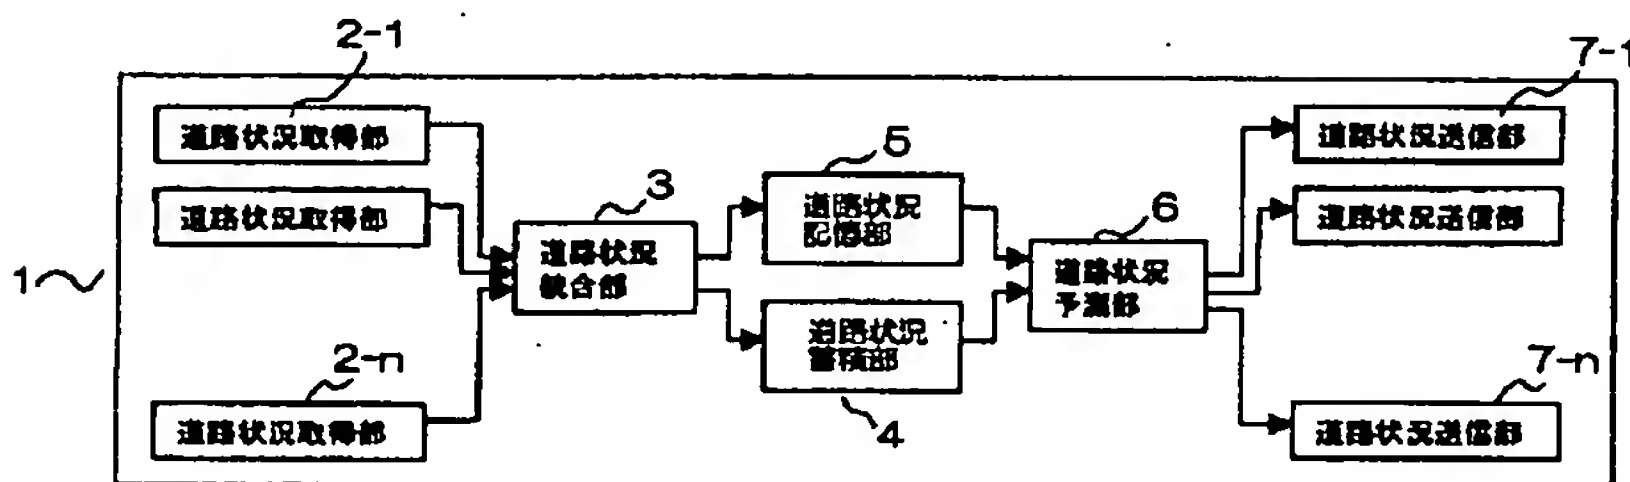 2-1
7-1
道路状況取得部
道路状況送信部
5
道路状況取得部
3
道路状況
記憶部
6
道路状況送信部
1
道路状況
統合部
道路状況
予測部
道路状況
蓄積部
2-n
7-n
道路状況取得部
4
道路状況送信部